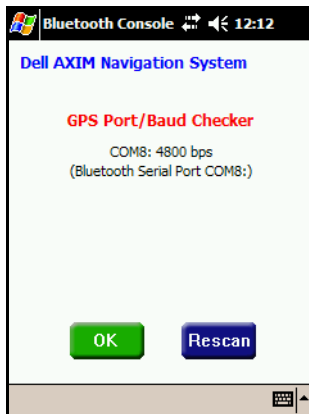 Bluetooth Console 12:12
Dell AXIM Navigation System
GPS Port/Baud Checker
COM8: 4800 bps
(Bluetooth Serial Port COM8:)
OK Rescan